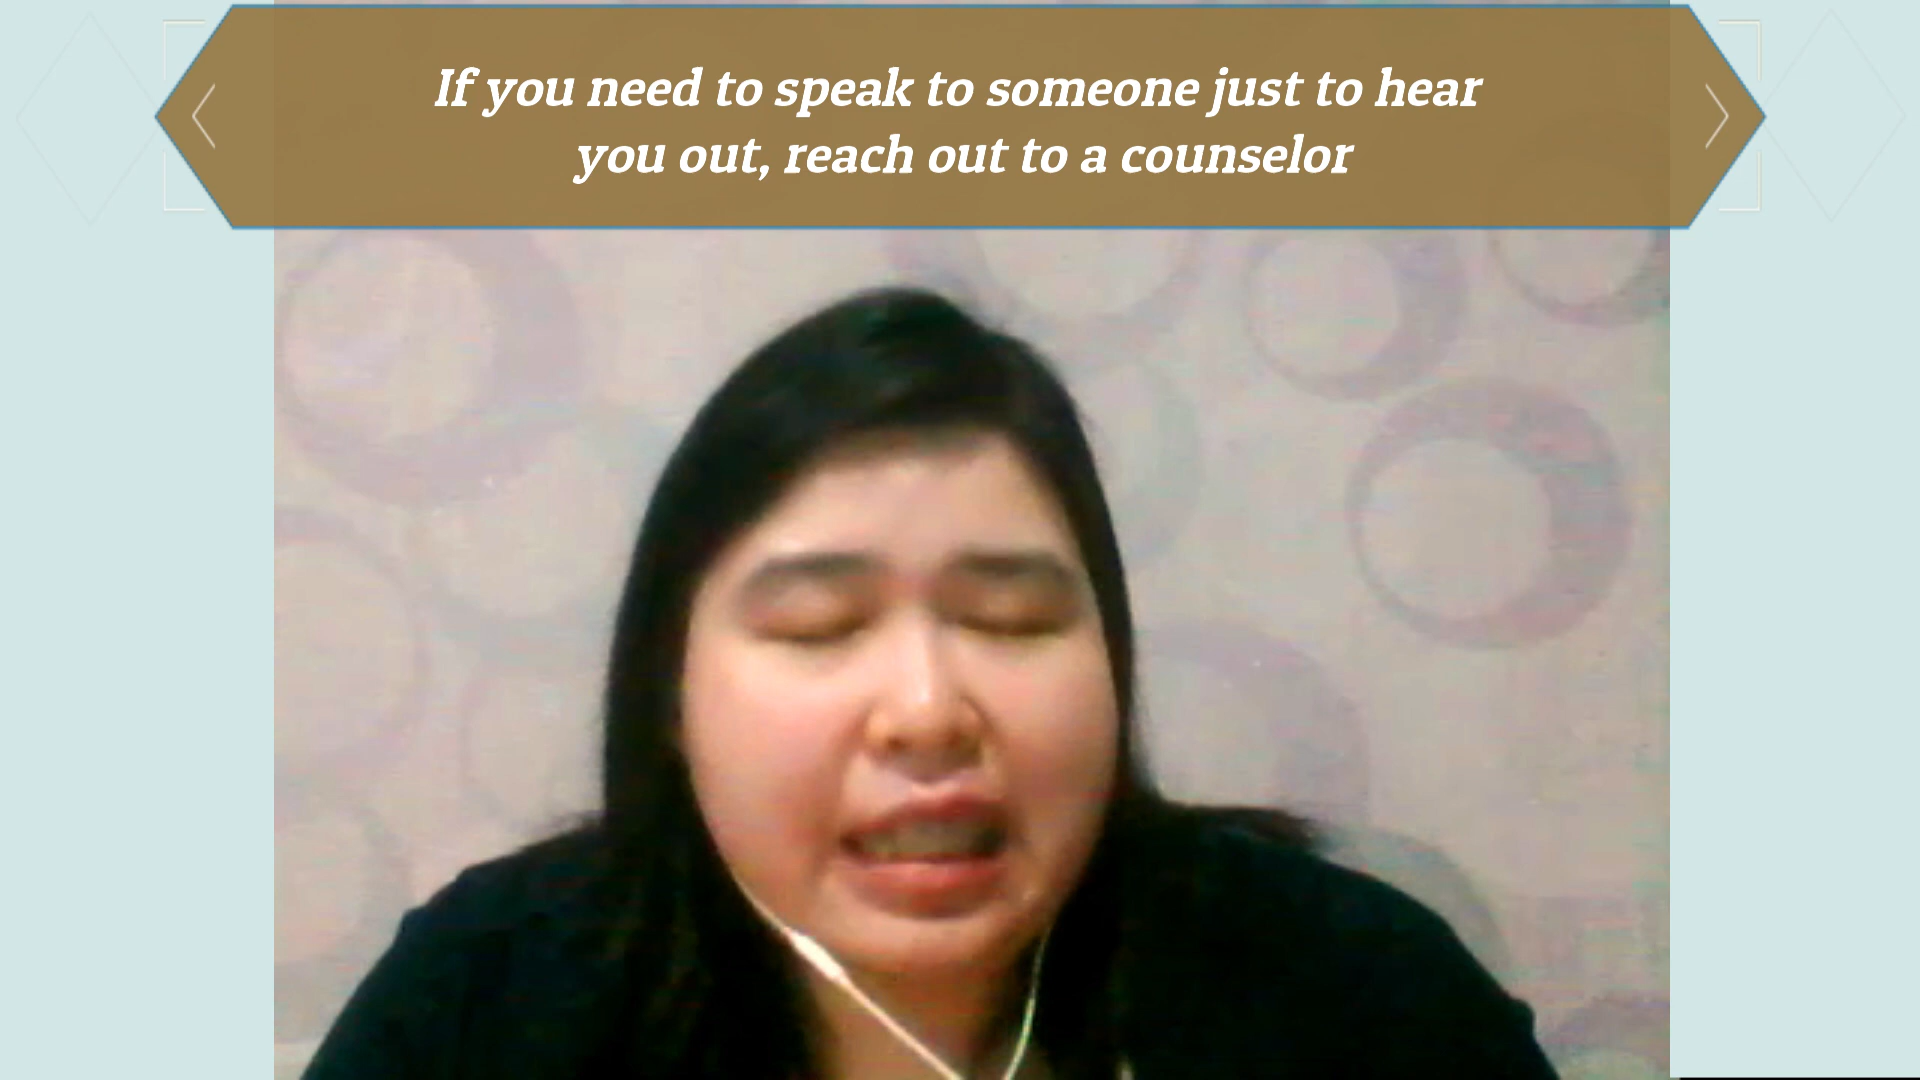 If you need to speak to someone just to hear
you out, reach out to a counselor